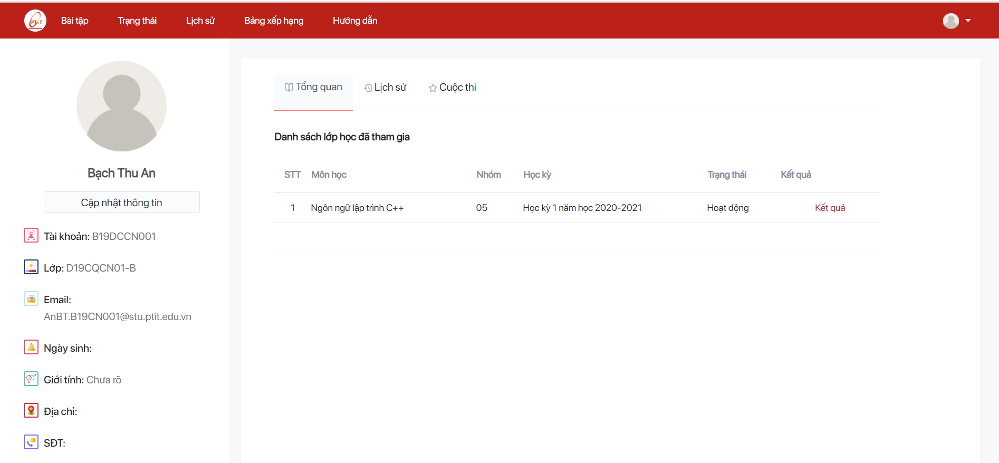 PTIT
Bài tập Trạng thái Lịch sử Bảng xếp hạng Hướng dẫn
Bạch Thu An
Cập nhật thông tin
Tài khoản: B19DCCN001
Lớp: D19CQCN01-B
Email:
AnBT.B19CN001@stu.ptit.edu.vn
Ngày sinh:
Giới tính: Chưa rõ
Địa chỉ:
SĐT:
Tổng quan Lịch sử Cuộc thi
Danh sách lớp học đã tham gia
STT Môn học Nhóm Học kỳ Trạng thái Kết quả
1 Ngôn ngữ lập trình C++ 05 Học kỳ 1 năm học 2020-2021 Hoạt động Kết quả